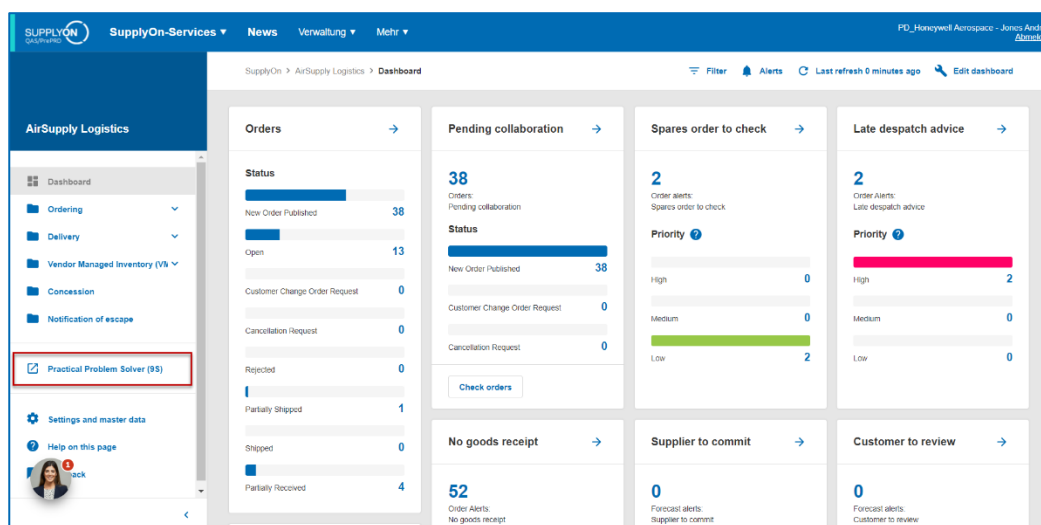 SUPPLYON
QAS/PrePRD
SupplyOn-Services
News
Verwaltung
Mehr
PD_Honeywell Aerospace - Jones And
Abmeld
SupplyOn > AirSupply Logistics > Dashboard
Filter
Alerts
Last refresh 0 minutes ago
Edit dashboard
AirSupply Logistics
Dashboard
Ordering
Delivery
Vendor Managed Inventory (VM
Concession
Notification of escape
Practical Problem Solver (9S)
Settings and master data
Help on this page
1
ack
Orders
Status
New Order Published 38
Open 13
Customer Change Order Request 0
Cancellation Request 0
Rejected 0
Partially Shipped 1
Shipped 0
Partially Received 4
Pending collaboration
38
Orders:
Pending collaboration
Status
New Order Published 38
Customer Change Order Request 0
Cancellation Request 0
Check orders
Spares order to check
2
Order alerts:
Spares order to check
Priority ?
High 0
Medium 0
Low 2
Late despatch advice
2
Order Alerts:
Late despatch advice
Priority ?
High 2
Medium 0
Low 0
No goods receipt
52
Order Alerts:
No goods receipt
Supplier to commit
0
Forecast alerts:
Supplier to commit
Customer to review
0
Forecast alerts:
Customer to review